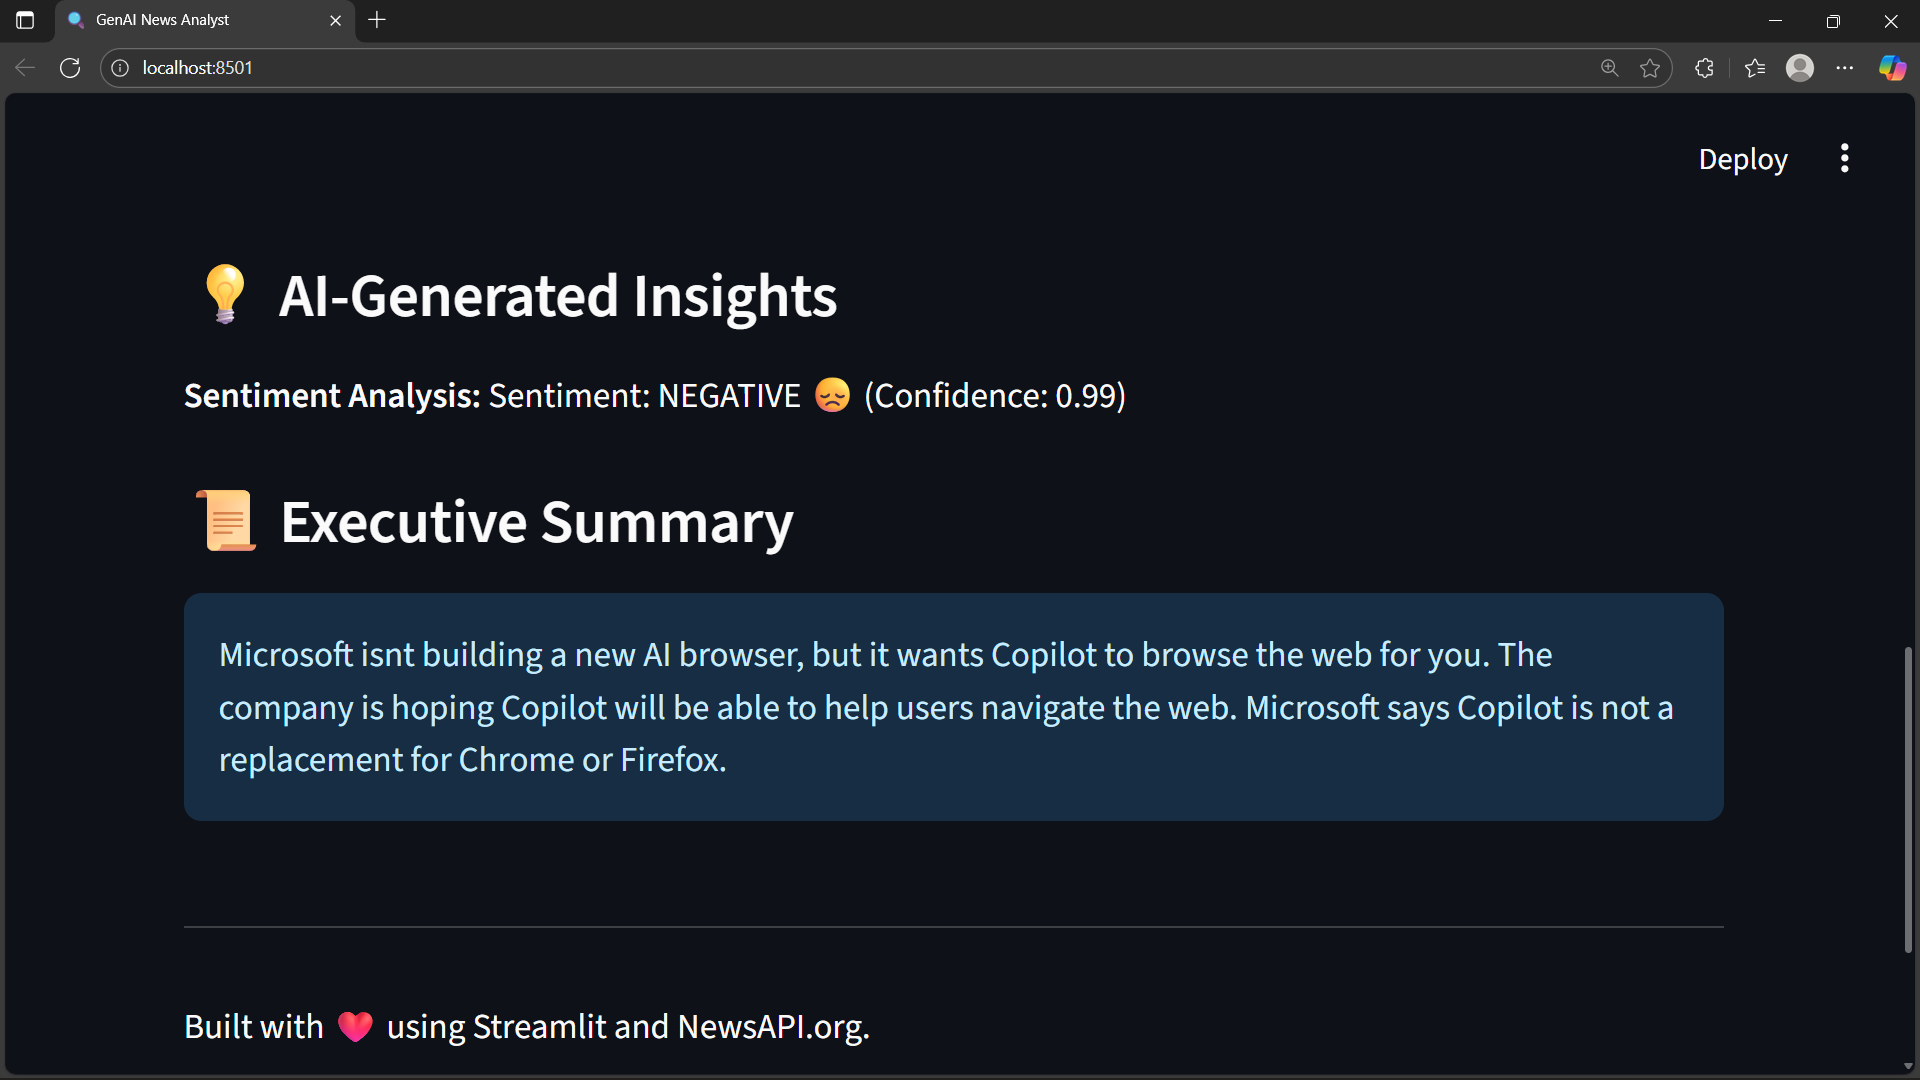 GenAI News Analyst
localhost:8501
Deploy
AI-Generated Insights
Sentiment Analysis: Sentiment: NEGATIVE 😞 (Confidence: 0.99)
Executive Summary
Microsoft isnt building a new AI browser, but it wants Copilot to browse the web for you. The
company is hoping Copilot will be able to help users navigate the web. Microsoft says Copilot is not a
replacement for Chrome or Firefox.
Built with ❤️ using Streamlit and NewsAPI.org.